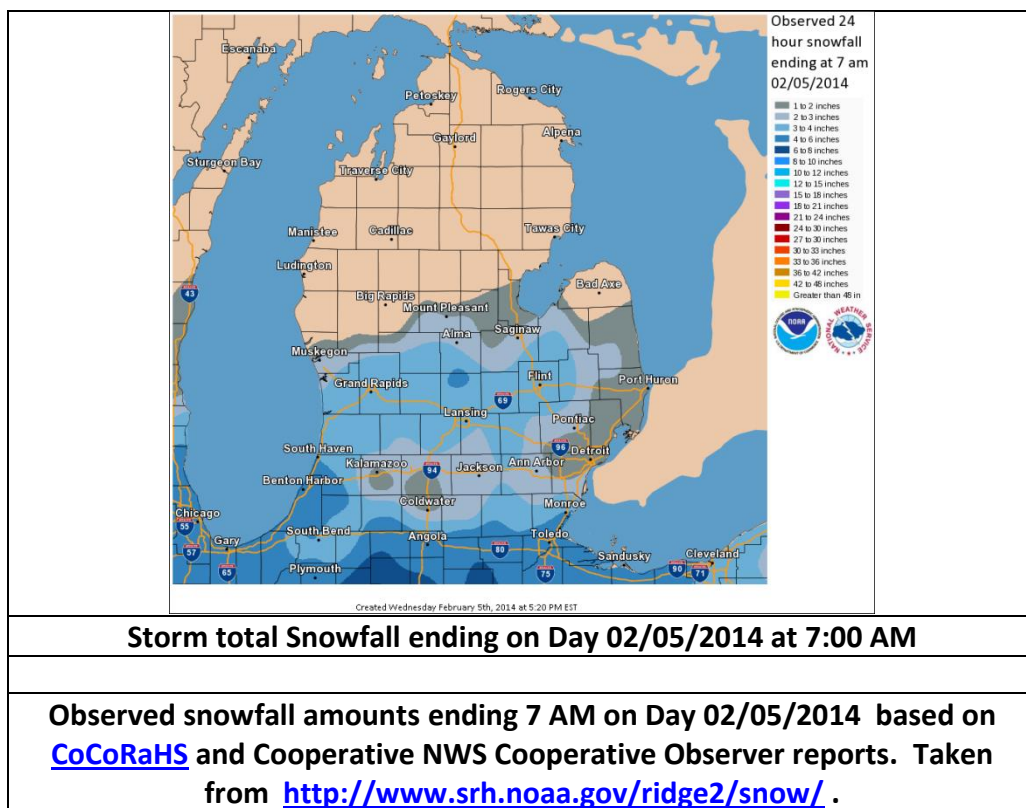 Observed 24
hour snowfall
ending at 7 am
02/05/2014
1 to 2 inches
2 to 3 inches
3 to 4 inches
4 to 6 inches
6 to 8 inches
8 to 10 inches
10 to 12 inches
12 to 15 inches
15 to 18 inches
18 to 21 inches
21 to 24 inches
24 to 30 inches
27 to 30 inches
30 to 33 inches
33 to 36 inches
36 to 42 inches
42 to 48 inches
Greater than 48 in
NOAA
NATIONAL WEATHER SERVICE
Escanaba
Petoskey
Rogers City
Gaylord
Alpena
Sturgeon Bay
Traverse City
Manistee
Cadillac
Tawas City
Ludington
Bad Axe
43
Big Rapids
Mount Pleasant
Alma
Saginaw
Muskegon
Grand Rapids
Flint
Port Huron
69
Lansing
Pontiac
South Haven
96
Detroit
Kalamazoo
94
Jackson
Ann Arbor
Benton Harbor
Coldwater
Monroe
Chicago
55
South Bend
Angola
Toledo
Gary
57
80
Sandusky
Cleveland
65
Plymouth
75
90
71
Created Wednesday February 5th, 2014 at 5:20 PM EST
Storm total Snowfall ending on Day 02/05/2014 at 7:00 AM
Observed snowfall amounts ending 7 AM on Day 02/05/2014 based on
CoCoRaHS and Cooperative NWS Cooperative Observer reports. Taken
from http://www.srh.noaa.gov/ridge2/snow/ .